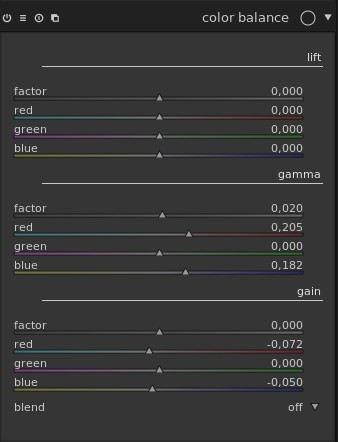 color balance
lift
factor 0,000
red 0,000
green 0,000
blue 0,000
gamma
factor 0,020
red 0,205
green 0,000
blue 0,182
gain
factor 0,000
red -0,072
green 0,000
blue -0,050
blend off